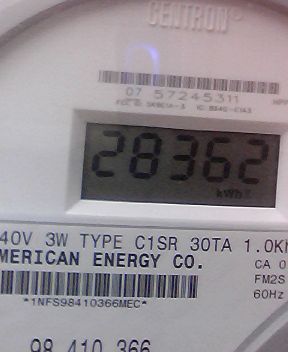 CENTRON®
07 57245311
28362
kWh
40V 3W TYPE C1SR 30TA 1.0K
MERICAN ENERGY CO.
CA 0
FM2S
60Hz
*1NFS98410366MEC*
98 410 366